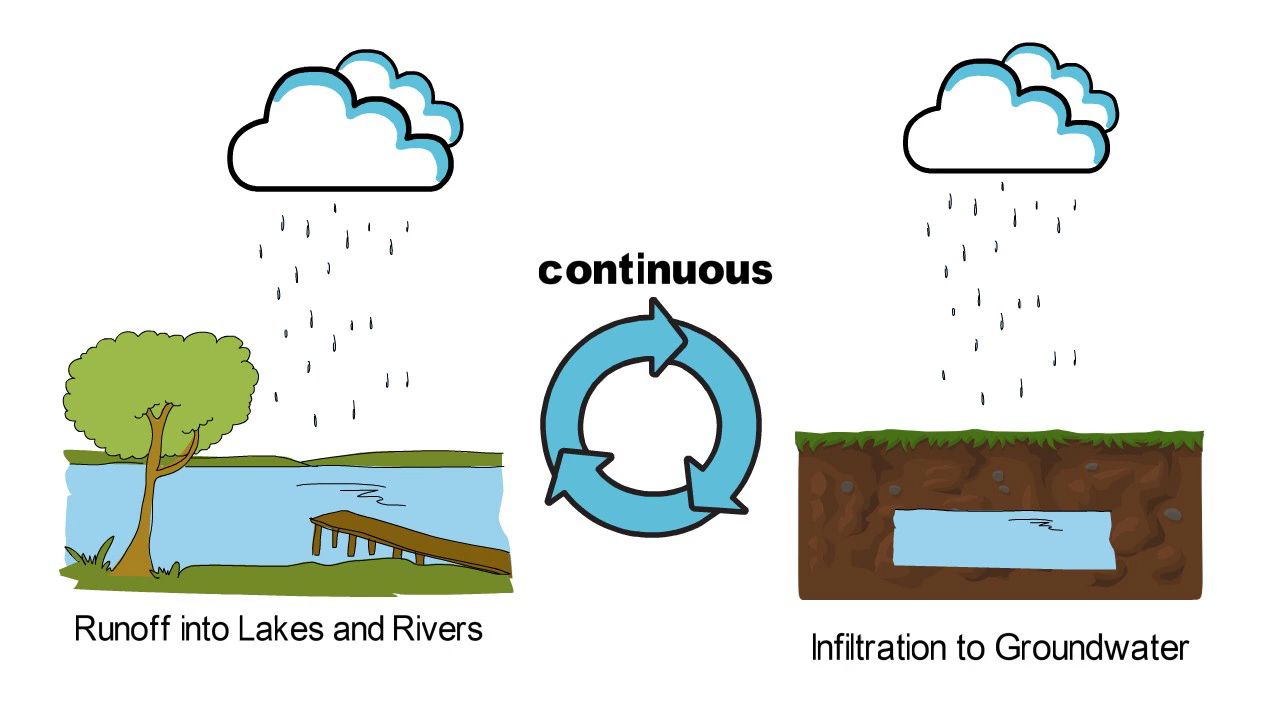 continuous
Runoff into Lakes and Rivers
Infiltration to Groundwater